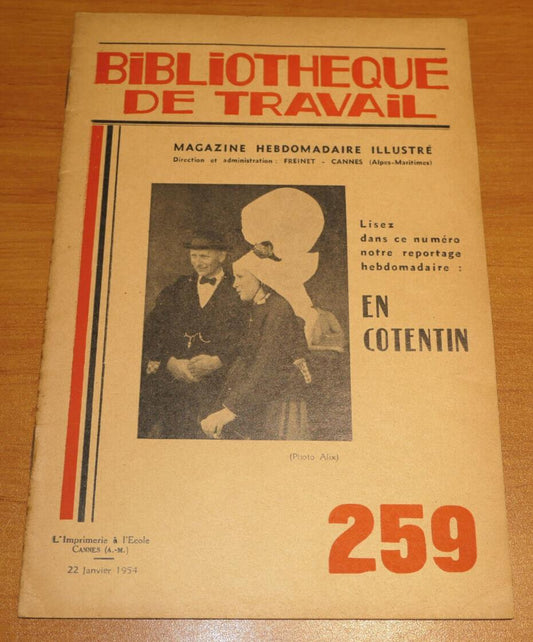 BiBLiOTHEQUE
DE TRAVAiL
MAGAZINE HEBDOMADAIRE ILLUSTRÉ
Direction et administration : FREINET - CANNES (Alpes-Maritimes)
Lisez
dans ce numéro
notre reportage
hebdomadaire :
EN
COTENTIN
(Photo Alix)
L'Imprimerie à l'Ecole
CANNES (A.-M.)
22 Janvier 1954
259